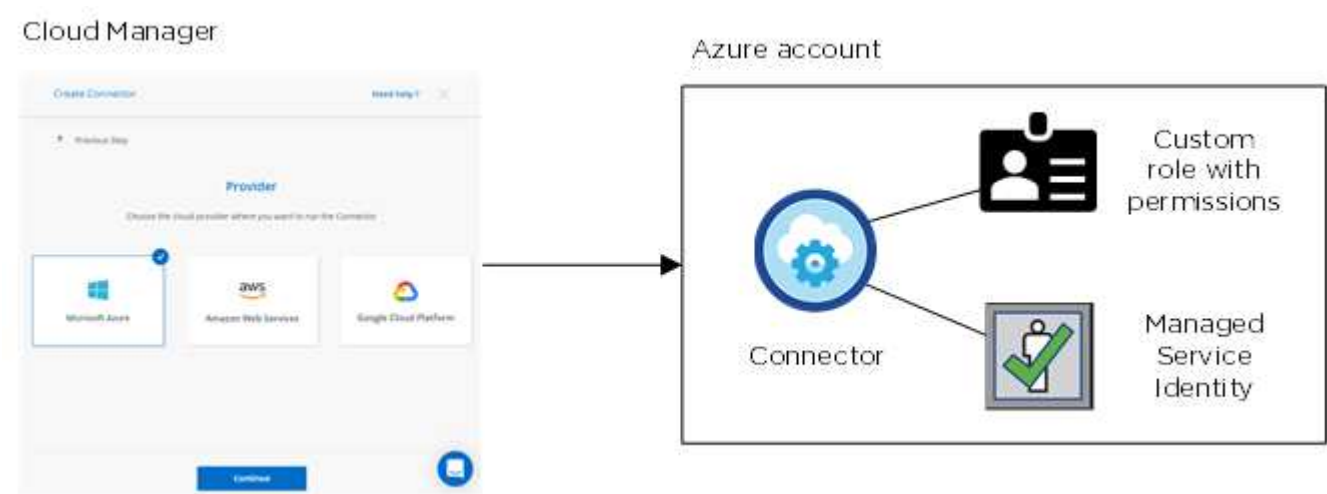 Cloud Manager
Azure account
Create Connector
Need help?
Previous Step
Provider
Choose the cloud provider where you want to run the Connector
Microsoft Azure
aws
Amazon Web Services
Google Cloud Platform
Continue
Connector
Custom
role with
permissions
Managed
Service
Identity